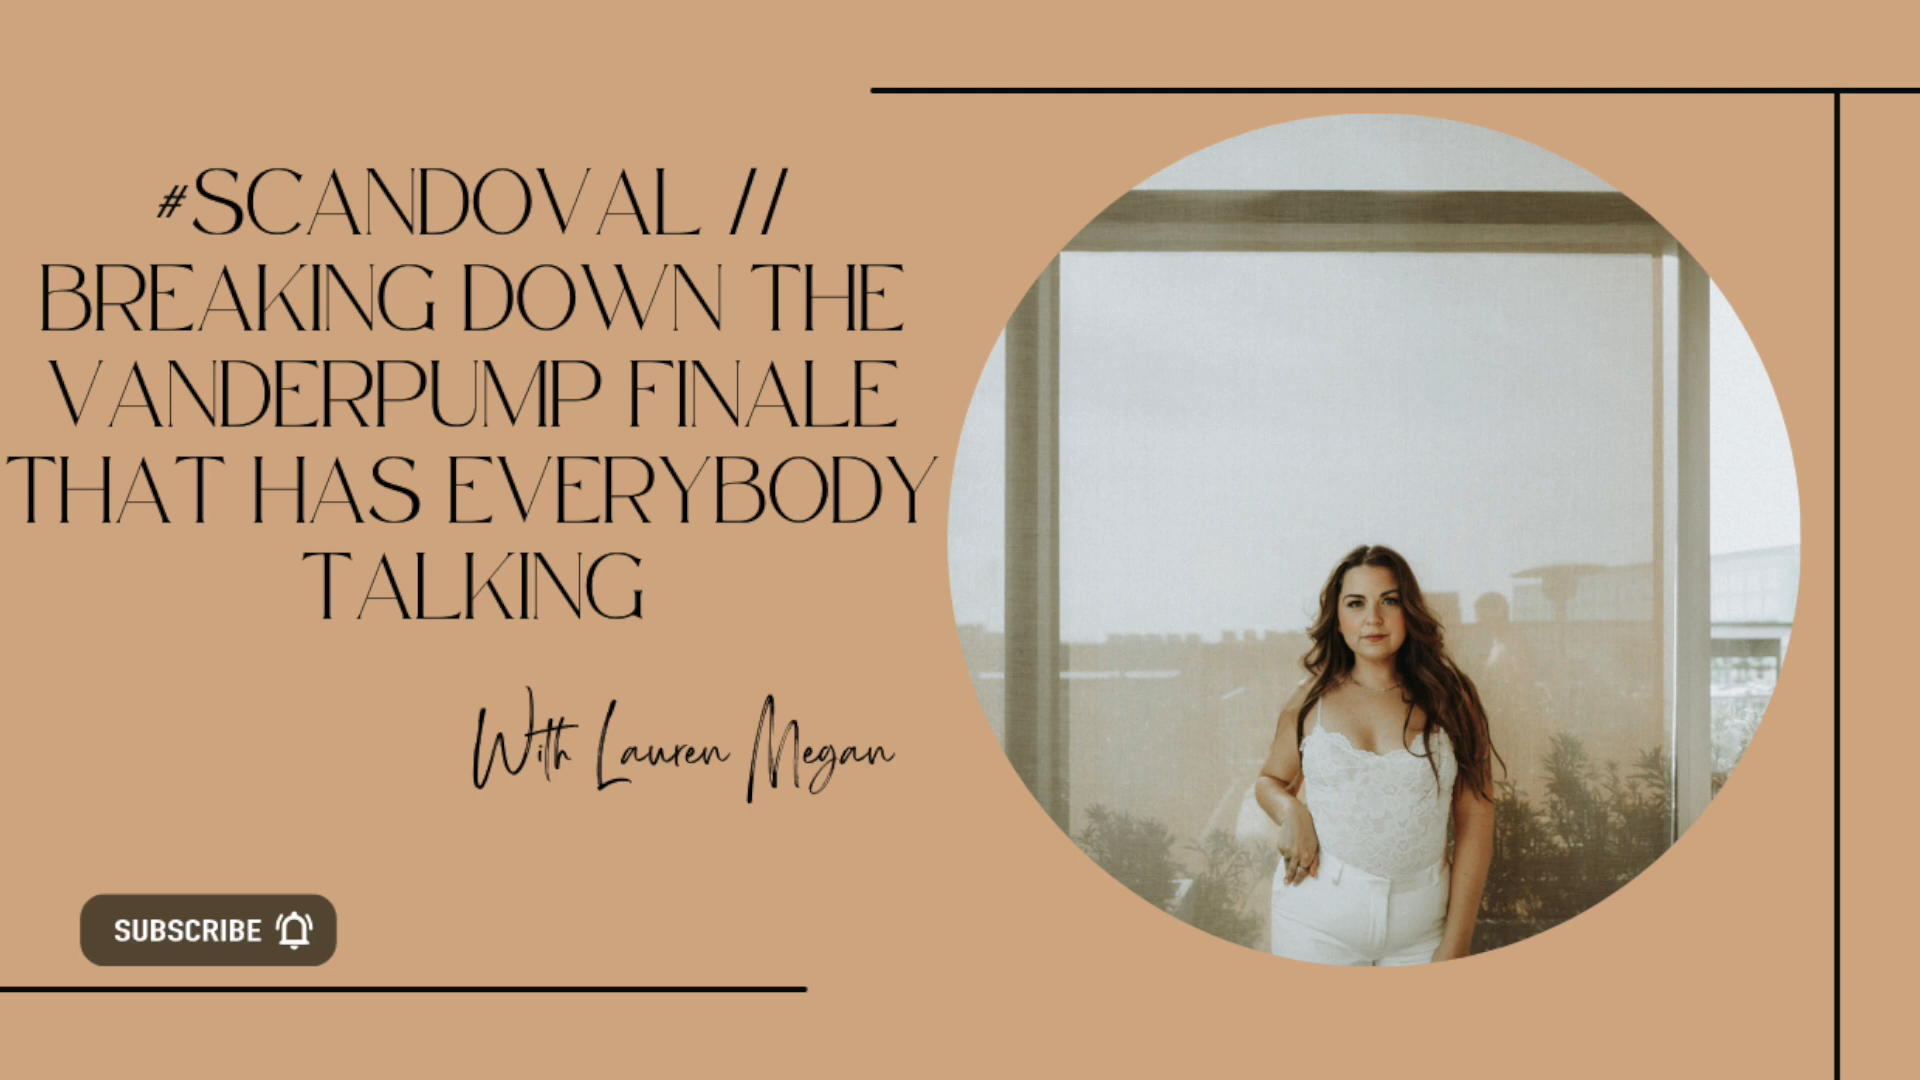 #SCANDOVAL //
BREAKING DOWN THE
VANDERPUMP FINALE
THAT HAS EVERYBODY
TALKING
With Lauren Megan
SUBSCRIBE